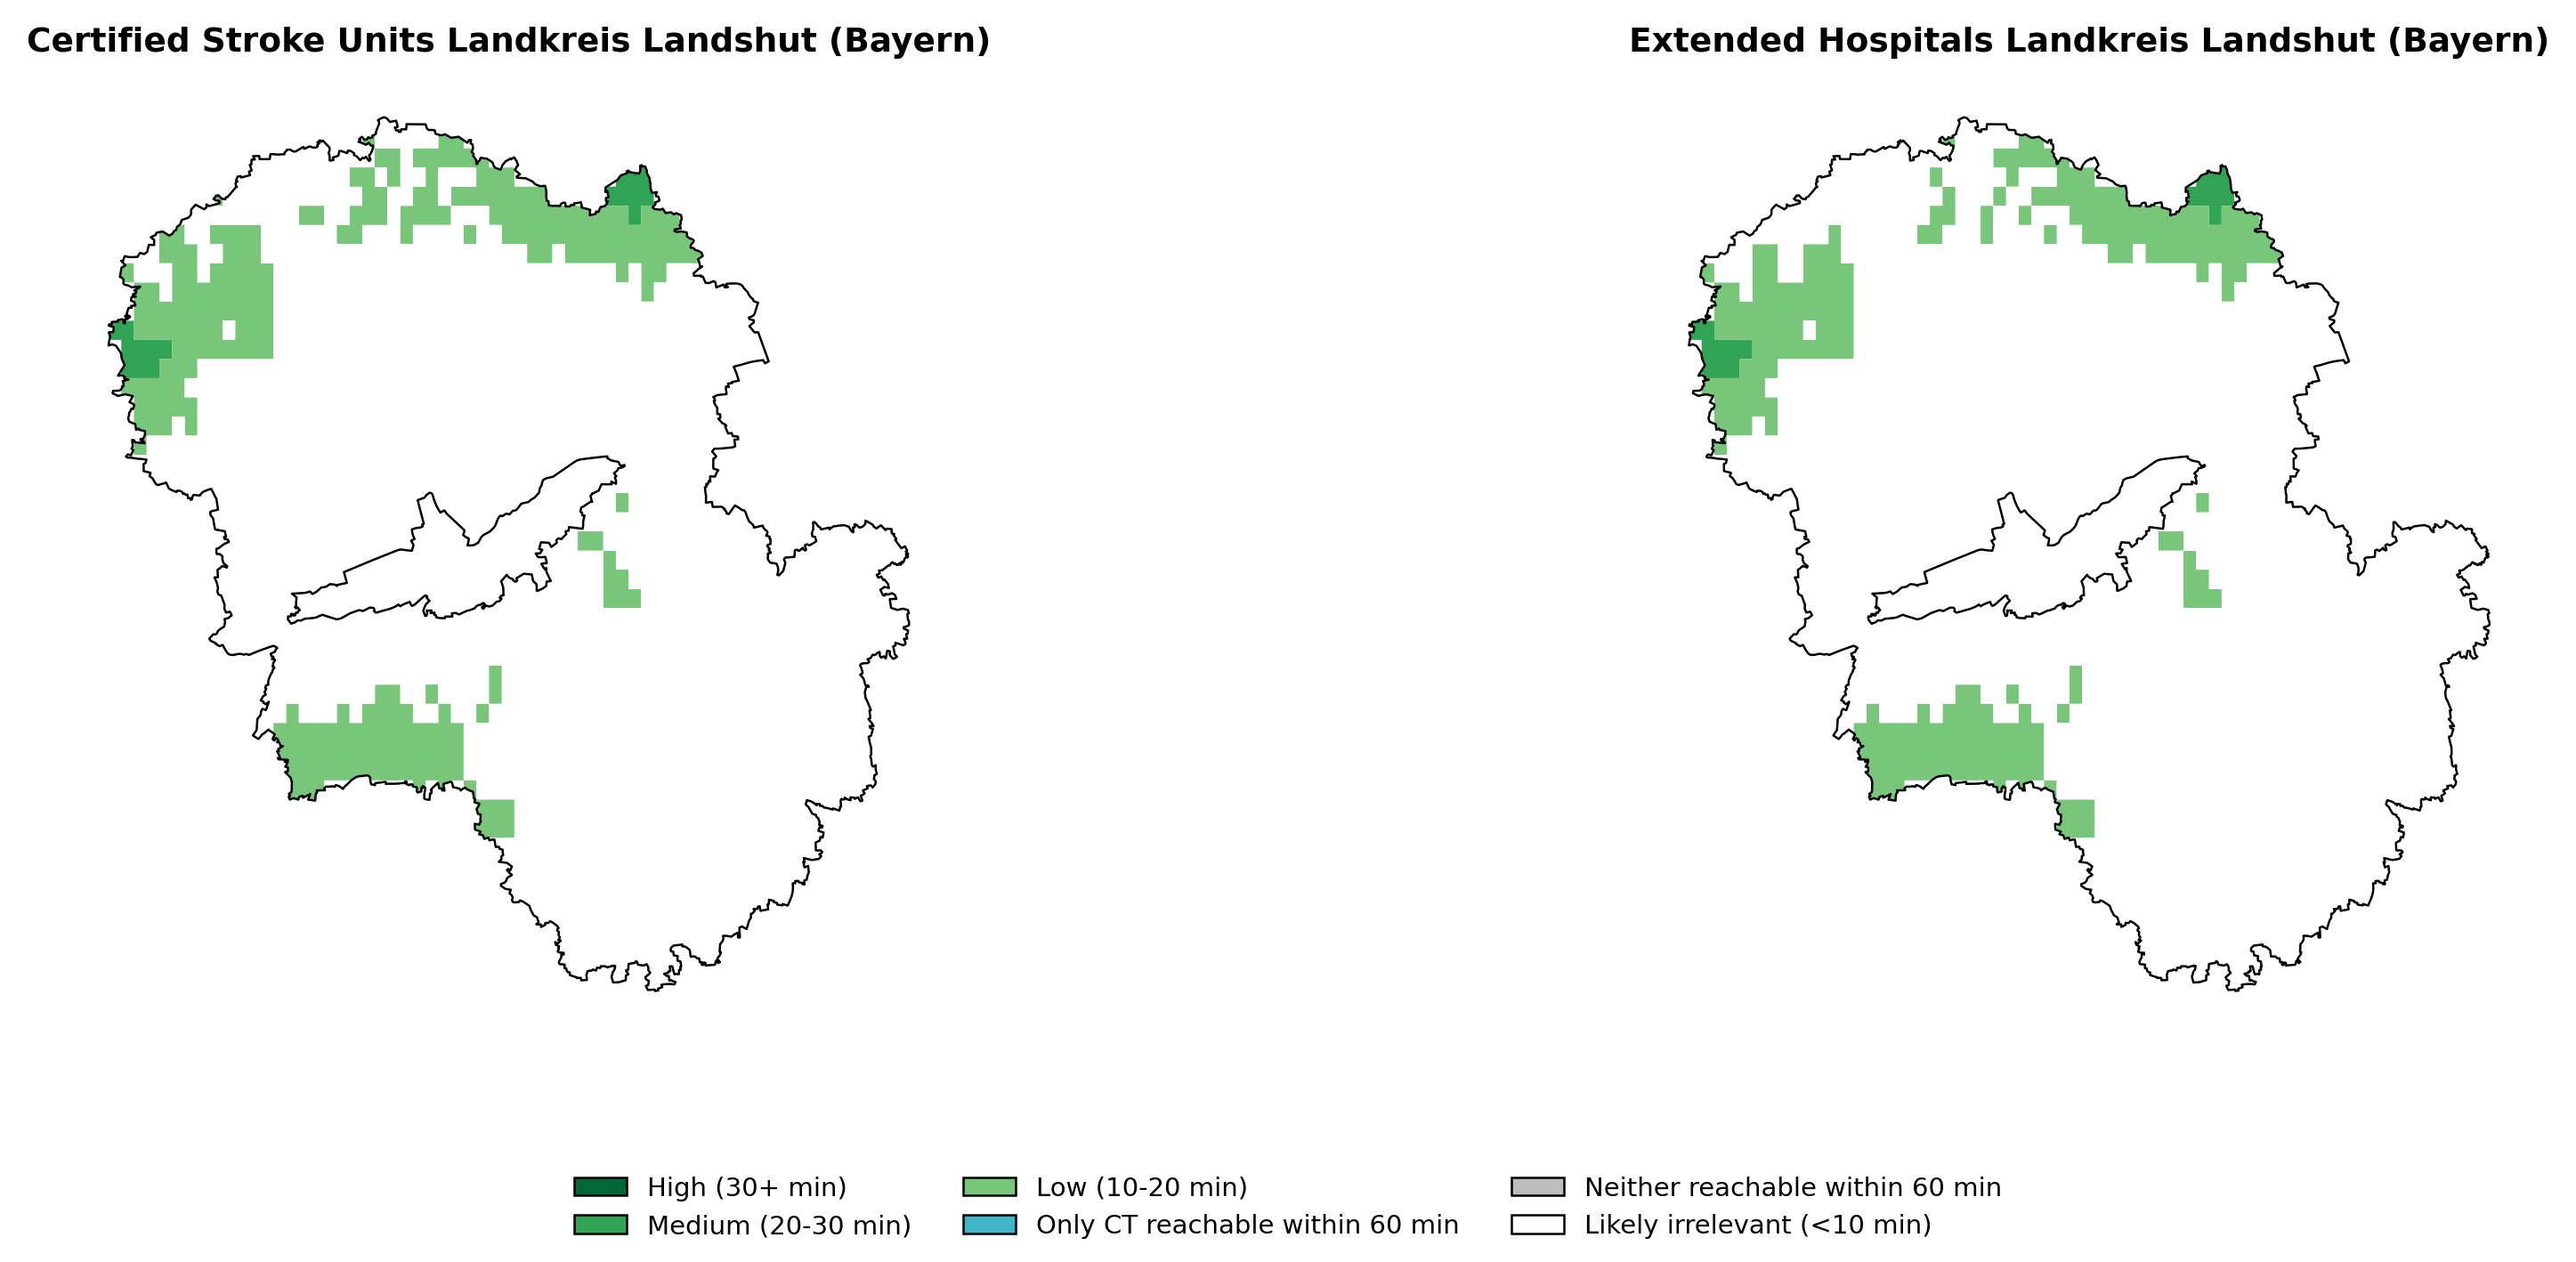 Certified Stroke Units Landkreis Landshut (Bayern)
Extended Hospitals Landkreis Landshut (Bayern)
High (30+ min)
Medium (20-30 min)
Low (10-20 min)
Only CT reachable within 60 min
Neither reachable within 60 min
Likely irrelevant (<10 min)